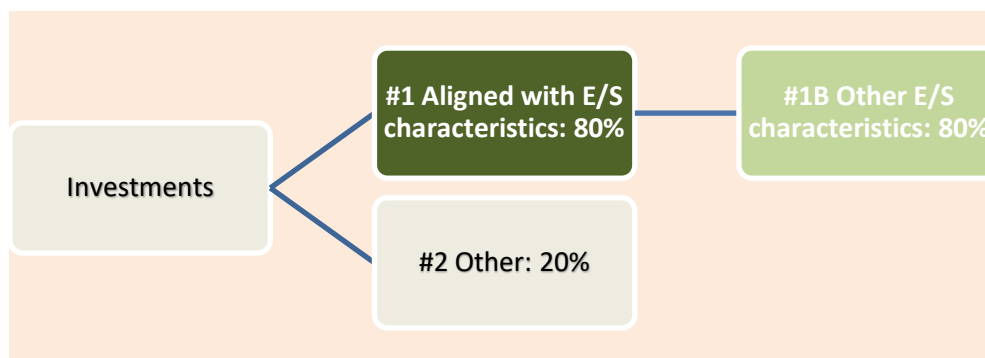 #1 Aligned with E/S
characteristics: 80%
#1B Other E/S
characteristics: 80%
Investments
#2 Other: 20%